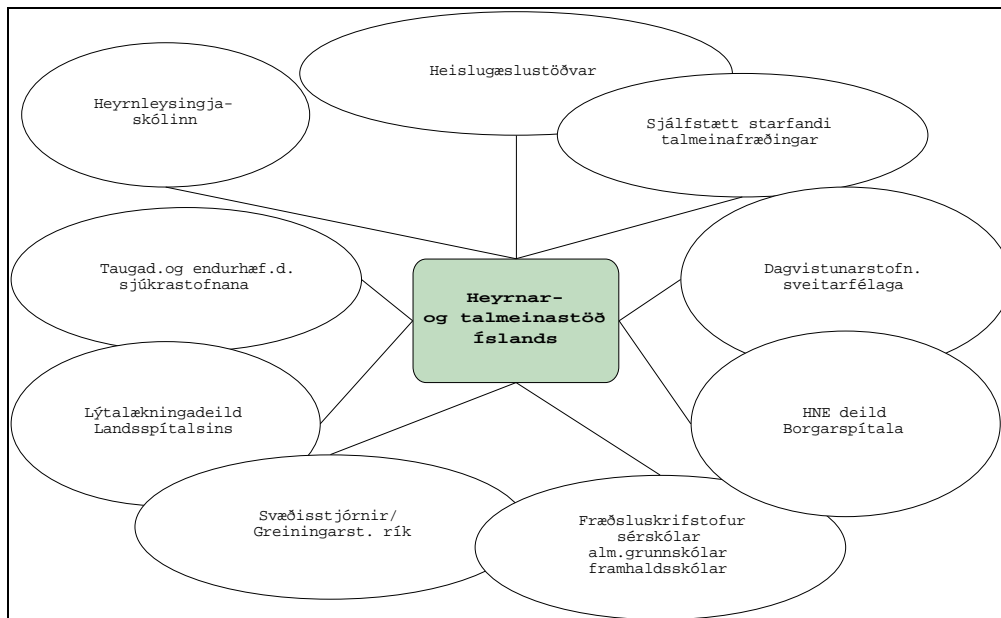 Heislugæslustöðvar
Heyrnleysingja-
skólinn
Sjálfstætt starfandi
talmeinafræðingar
Taugad.og endurhæf.d.
sjúkrastofnana
Heyrnar-
og talmeinastöð
Íslands
Dagvistunarstofn.
sveitarfélaga
Lýtalækningadeild
Landsspítalsins
HNE deild
Borgarspítala
Svæðisstjórnir/
Greiningarst. rík
Fræðsluskrifstofur
sérskólar
alm.grunnskólar
framhaldsskólar